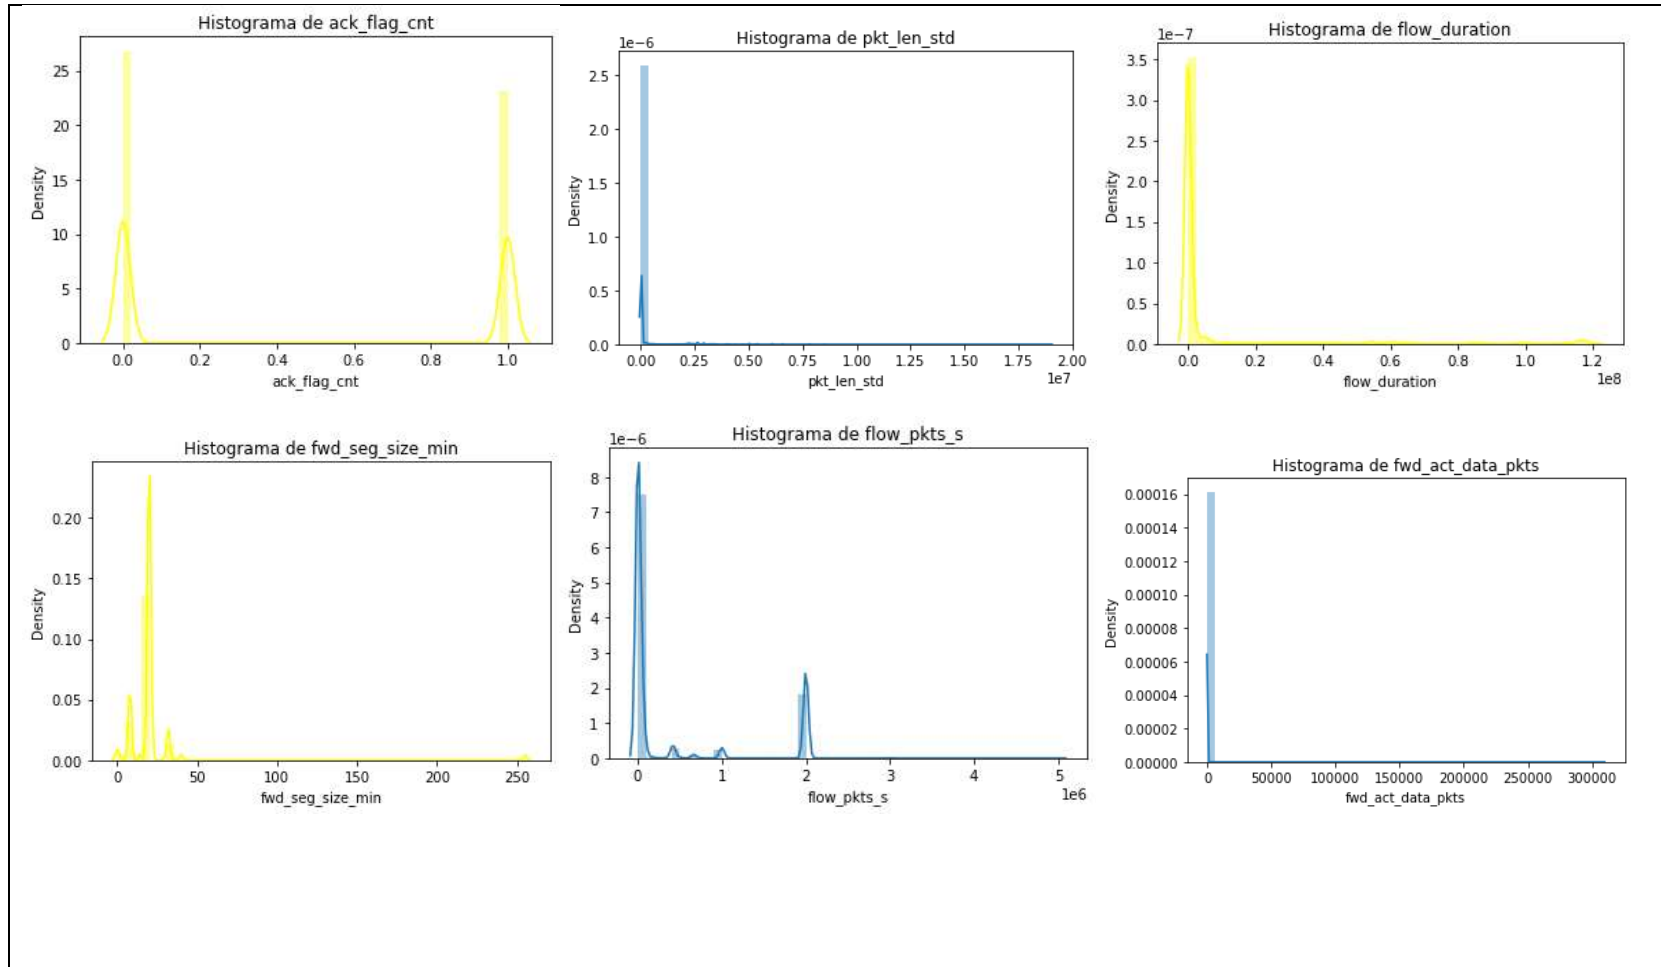 Histograma de ack_flag_cnt
25
20
15
10
5
0
Density
0.0 0.2 0.4 0.6 0.8 1.0
ack_flag_cnt
Histograma de pkt_len_std
1e−6
2.5
2.0
1.5
1.0
0.5
0.0
Density
0.00 0.25 0.50 0.75 1.00 1.25 1.50 1.75 2.00
1e7
pkt_len_std
Histograma de flow_duration
1e−7
3.5
3.0
2.5
2.0
1.5
1.0
0.5
0.0
Density
0.0 0.2 0.4 0.6 0.8 1.0 1.2
1e8
flow_duration
Histograma de fwd_seg_size_min
0.20
0.15
0.10
0.05
0.00
Density
0 50 100 150 200 250
fwd_seg_size_min
Histograma de flow_pkts_s
1e−6
8
7
6
5
4
3
2
1
0
Density
0 1 2 3 4 5
1e6
flow_pkts_s
Histograma de fwd_act_data_pkts
0.00016
0.00014
0.00012
0.00010
0.00008
0.00006
0.00004
0.00002
0.00000
Density
0 50000 100000 150000 200000 250000 300000
fwd_act_data_pkts